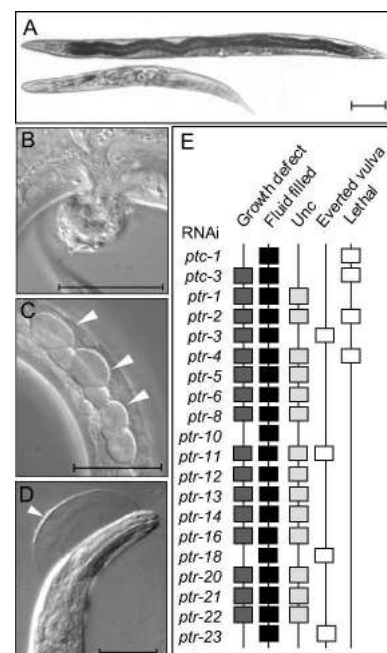 A
B
C
D
E
RNAi
Growth defect
Fluid filled
Unc
Everted vulva
Lethal
ptc-1
ptc-3
ptr-1
ptr-2
ptr-3
ptr-4
ptr-5
ptr-6
ptr-8
ptr-10
ptr-11
ptr-12
ptr-13
ptr-14
ptr-16
ptr-18
ptr-20
ptr-21
ptr-22
ptr-23